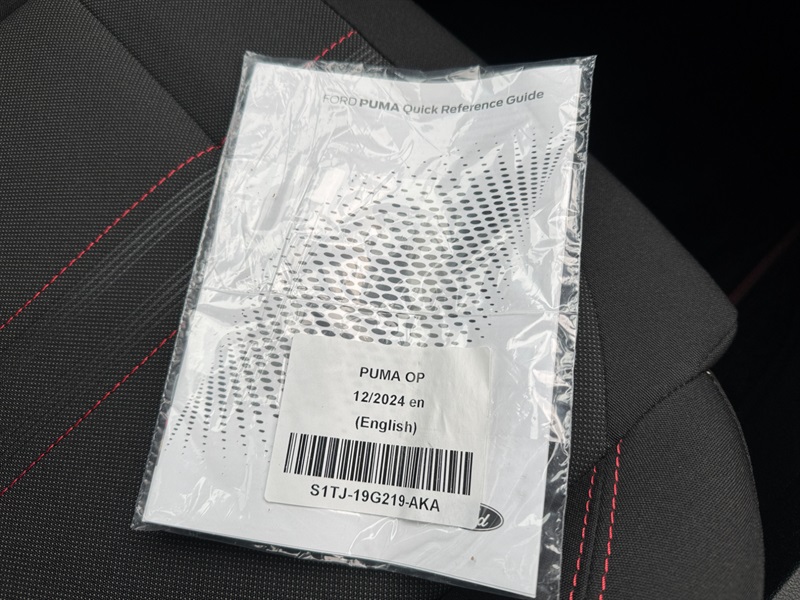 FORD PUMA Quick Reference Guide
PUMA OP
12/2024 en
(English)
S1TJ-19G219-AKA